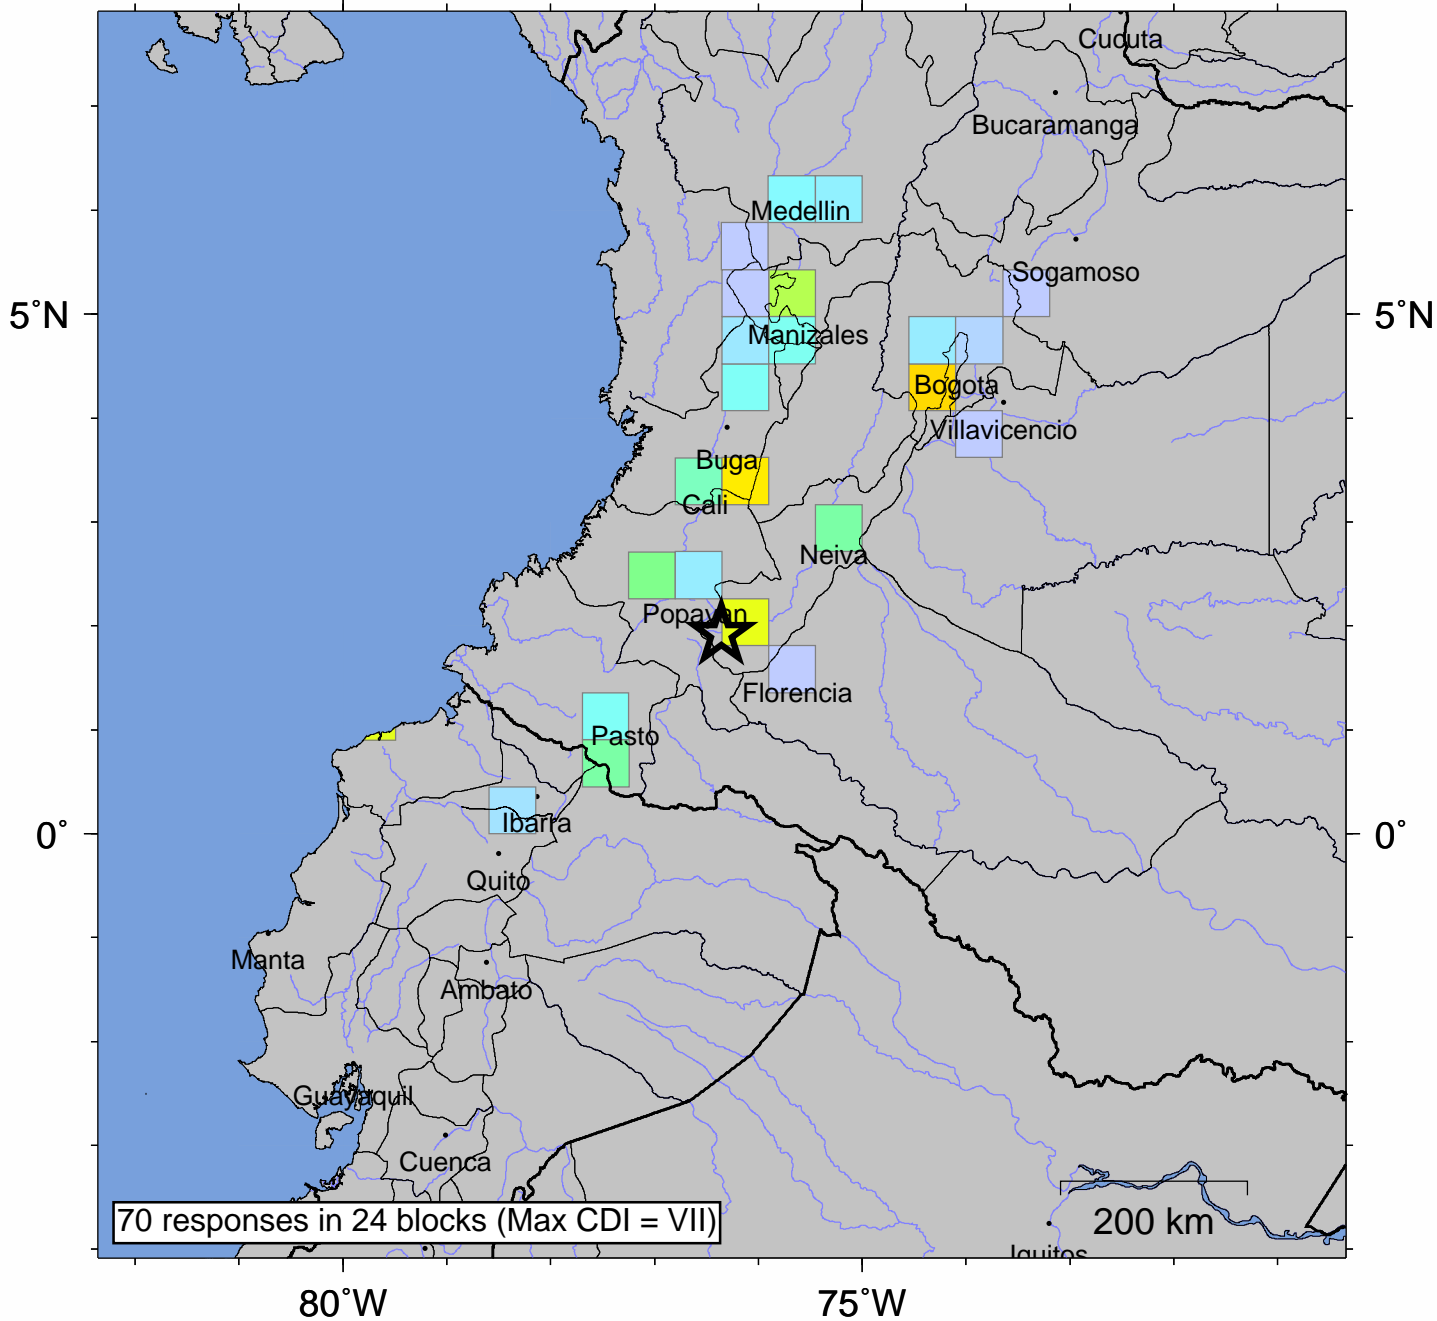 Cucuta
Bucaramanga
Medellin
Sogamoso
5˚N
5˚N
Manizales
Bogota
Villavicencio
Buga
Cali
Neiva
Popayan
Florencia
Pasto
Ibarra
0˚
0˚
Quito
Manta
Ambato
Guayaquil
Cuenca
70 responses in 24 blocks (Max CDI = VII)
200 km
Iquitos
80˚W
75˚W